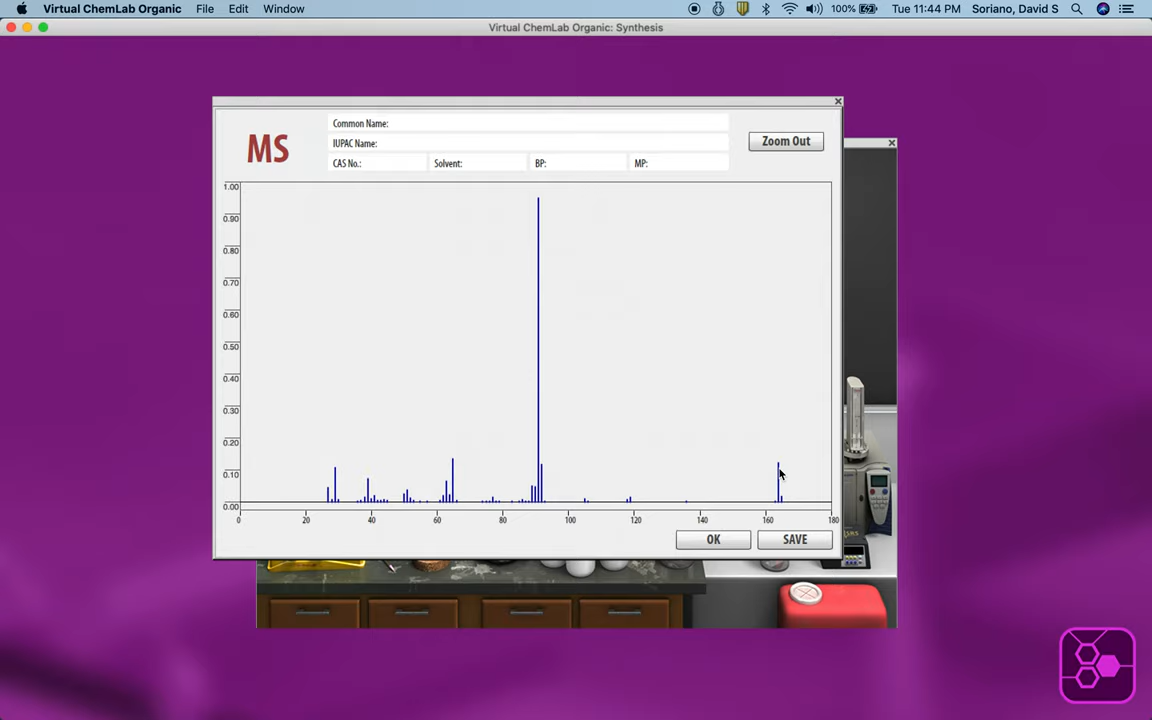 Virtual ChemLab Organic File Edit Window 100% Tue 11:44 PM Soriano, David S
Virtual ChemLab Organic: Synthesis
MS
Common Name:
IUPAC Name:
CAS No.: Solvent: BP: MP:
Zoom Out
1.00
0.90
0.80
0.70
0.60
0.50
0.40
0.30
0.20
0.10
0.00
0 20 40 60 80 100 120 140 160 180
OK SAVE